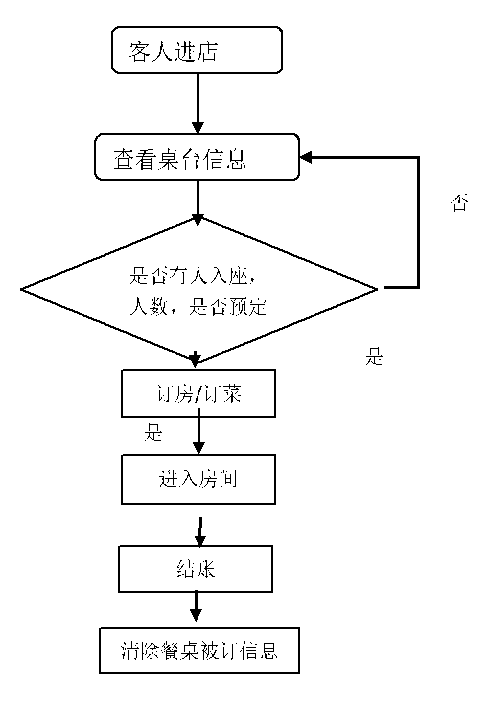 客人进店
查看桌台信息
否
是否有人入座，
人数，是否预定
是
订房/订菜
是
进入房间
结账
清除餐桌被订信息